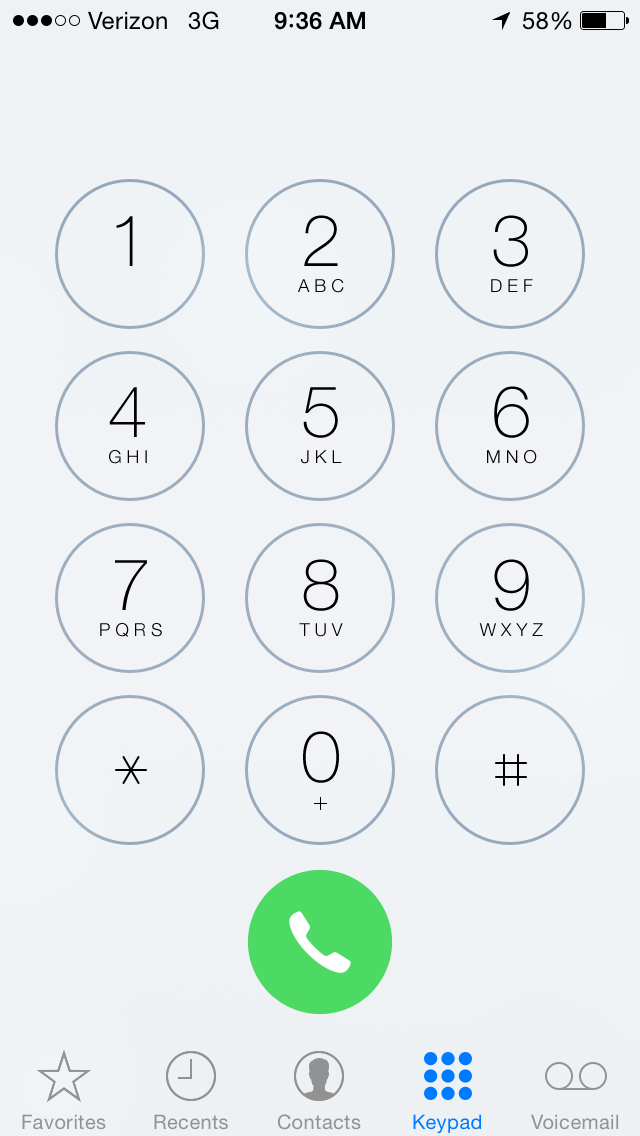 Verizon 3G 9:36 AM 58%
1 2 3
ABC DEF
4 5 6
GHI JKL MNO
7 8 9
PQRS TUV WXYZ
* 0 #
+
Favorites Recents Contacts Keypad Voicemail